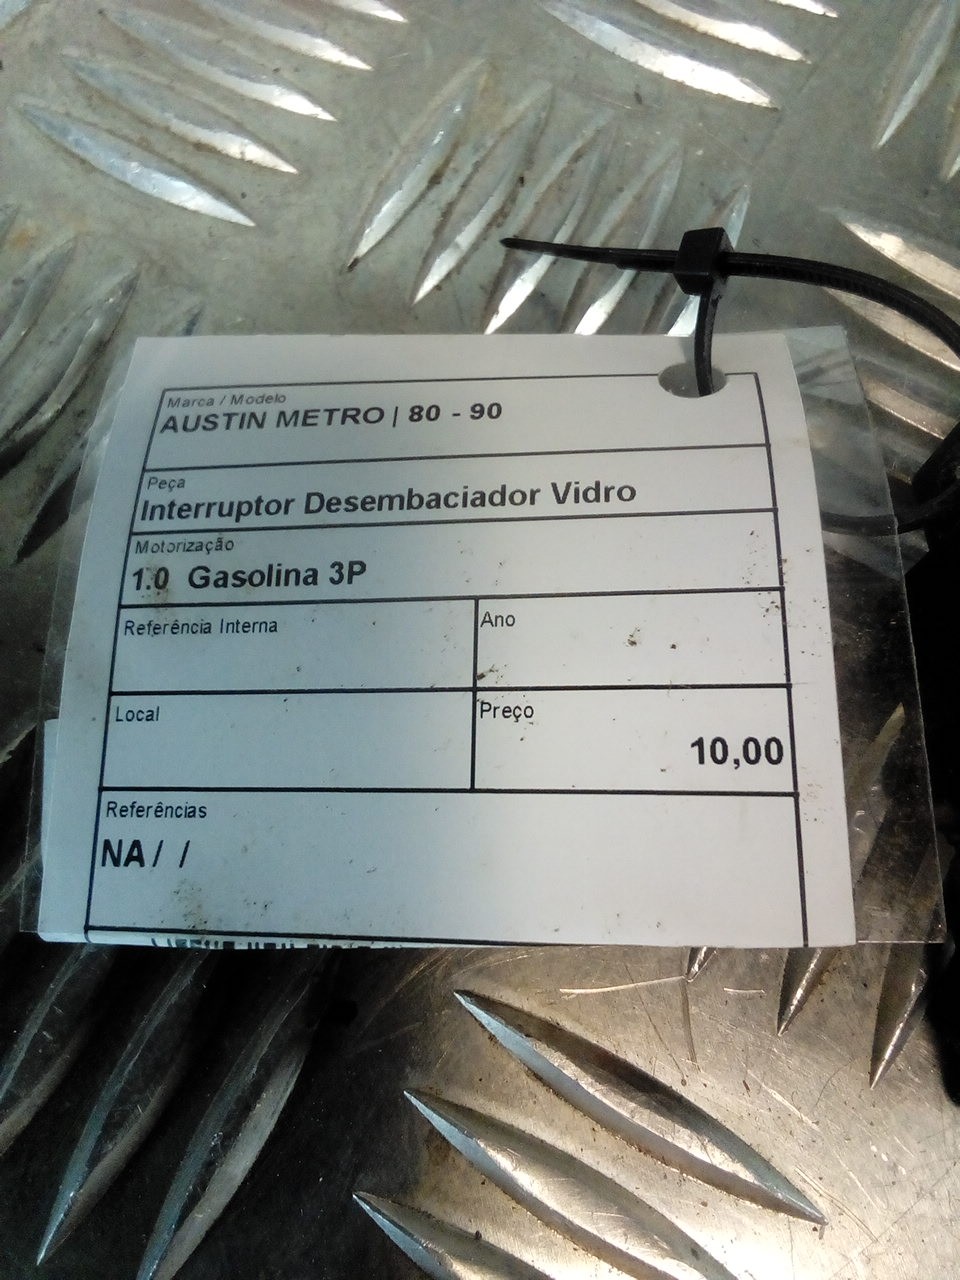 Marca / Modelo
AUSTIN METRO | 80 - 90
Peça
Interruptor Desembaciador Vidro
Motorização
1.0 Gasolina 3P
Referência Interna
Ano
Local
Preço
10,00
Referências
NA / /